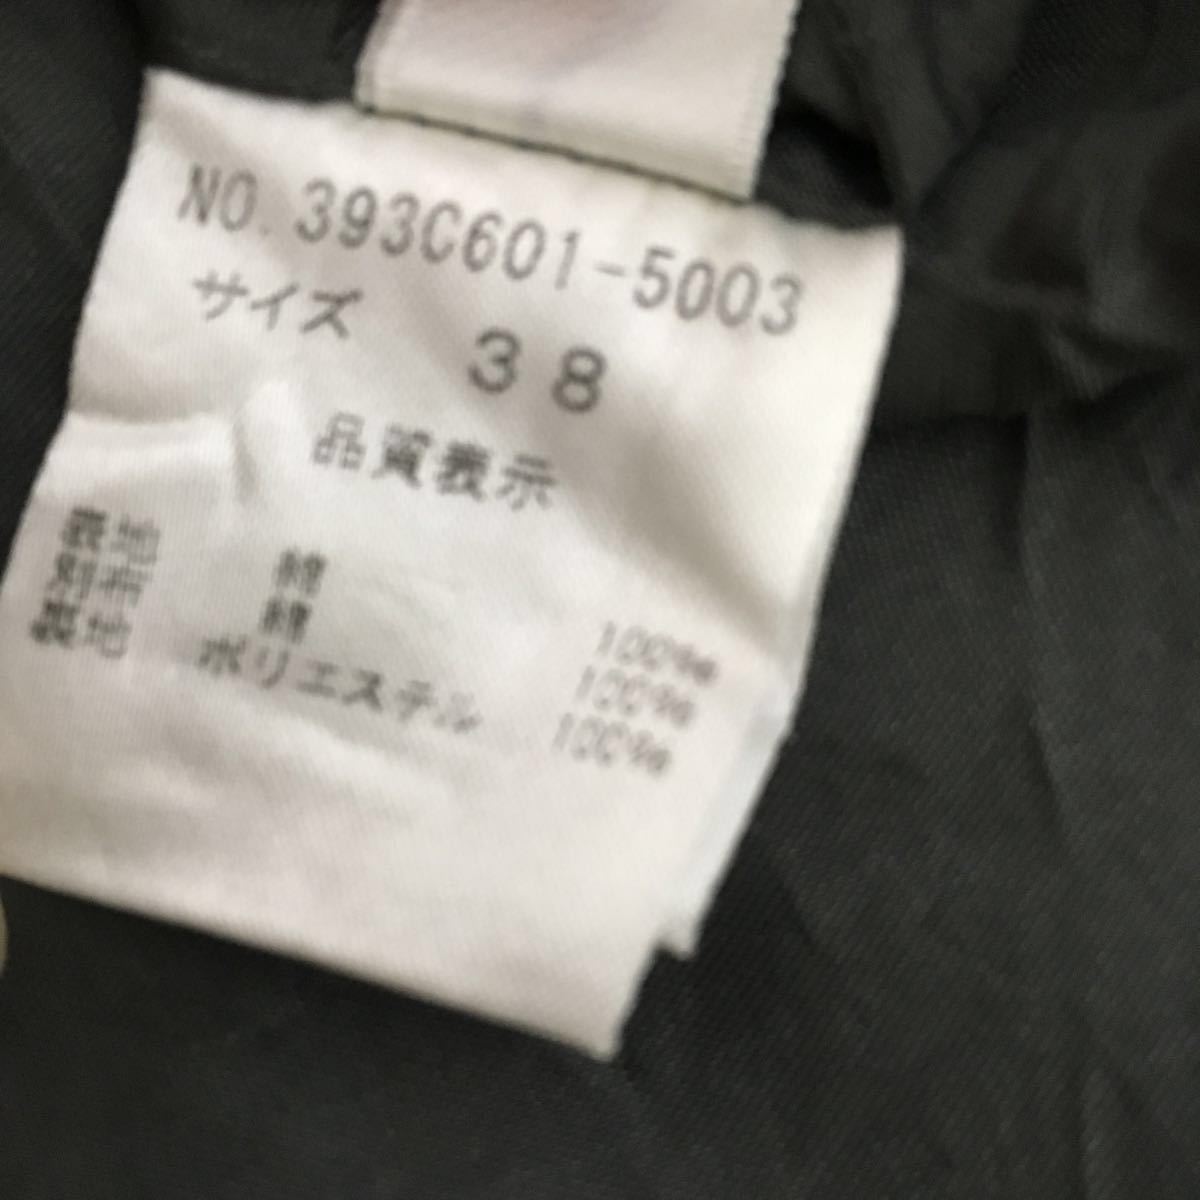 NO. 393C601-5003
サイズ 38
品質表示
表地 綿 100%
別布 綿 100%
裏地 ポリエステル 100%